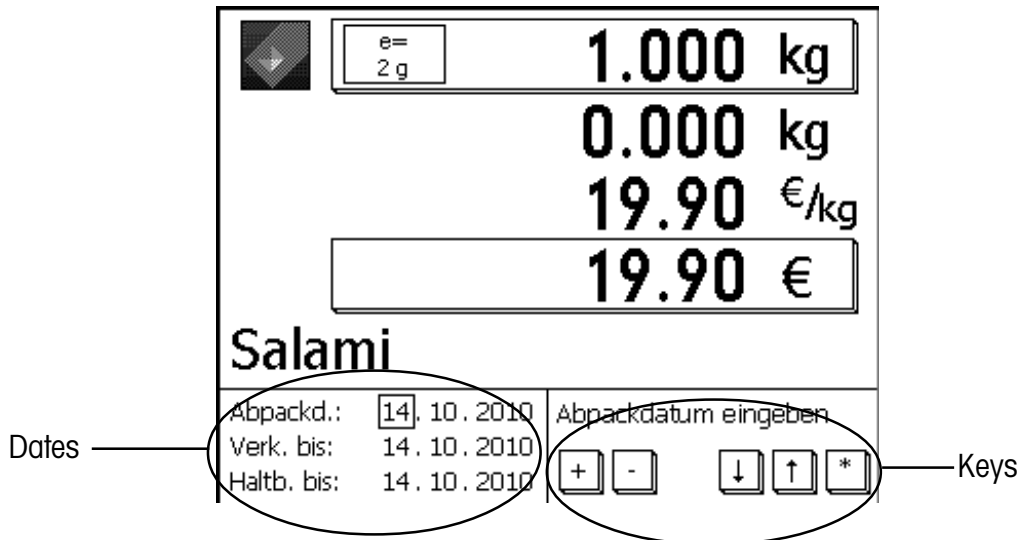 e=
2 g
1.000 kg
0.000 kg
19.90 €/kg
19.90 €
Salami
Abpackd.: 14. 10. 2010
Verk. bis: 14. 10. 2010
Haltb. bis: 14. 10. 2010
Abpackdatum eingeben
+ - ↓ ↑ *
Dates
Keys